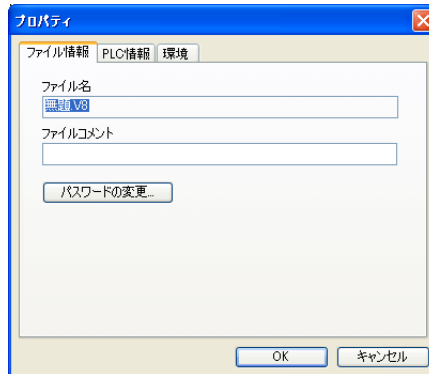 プロパティ
ファイル情報 PLC情報 環境
ファイル名
無題.V8
ファイルコメント
パスワードの変更...
OK キャンセル